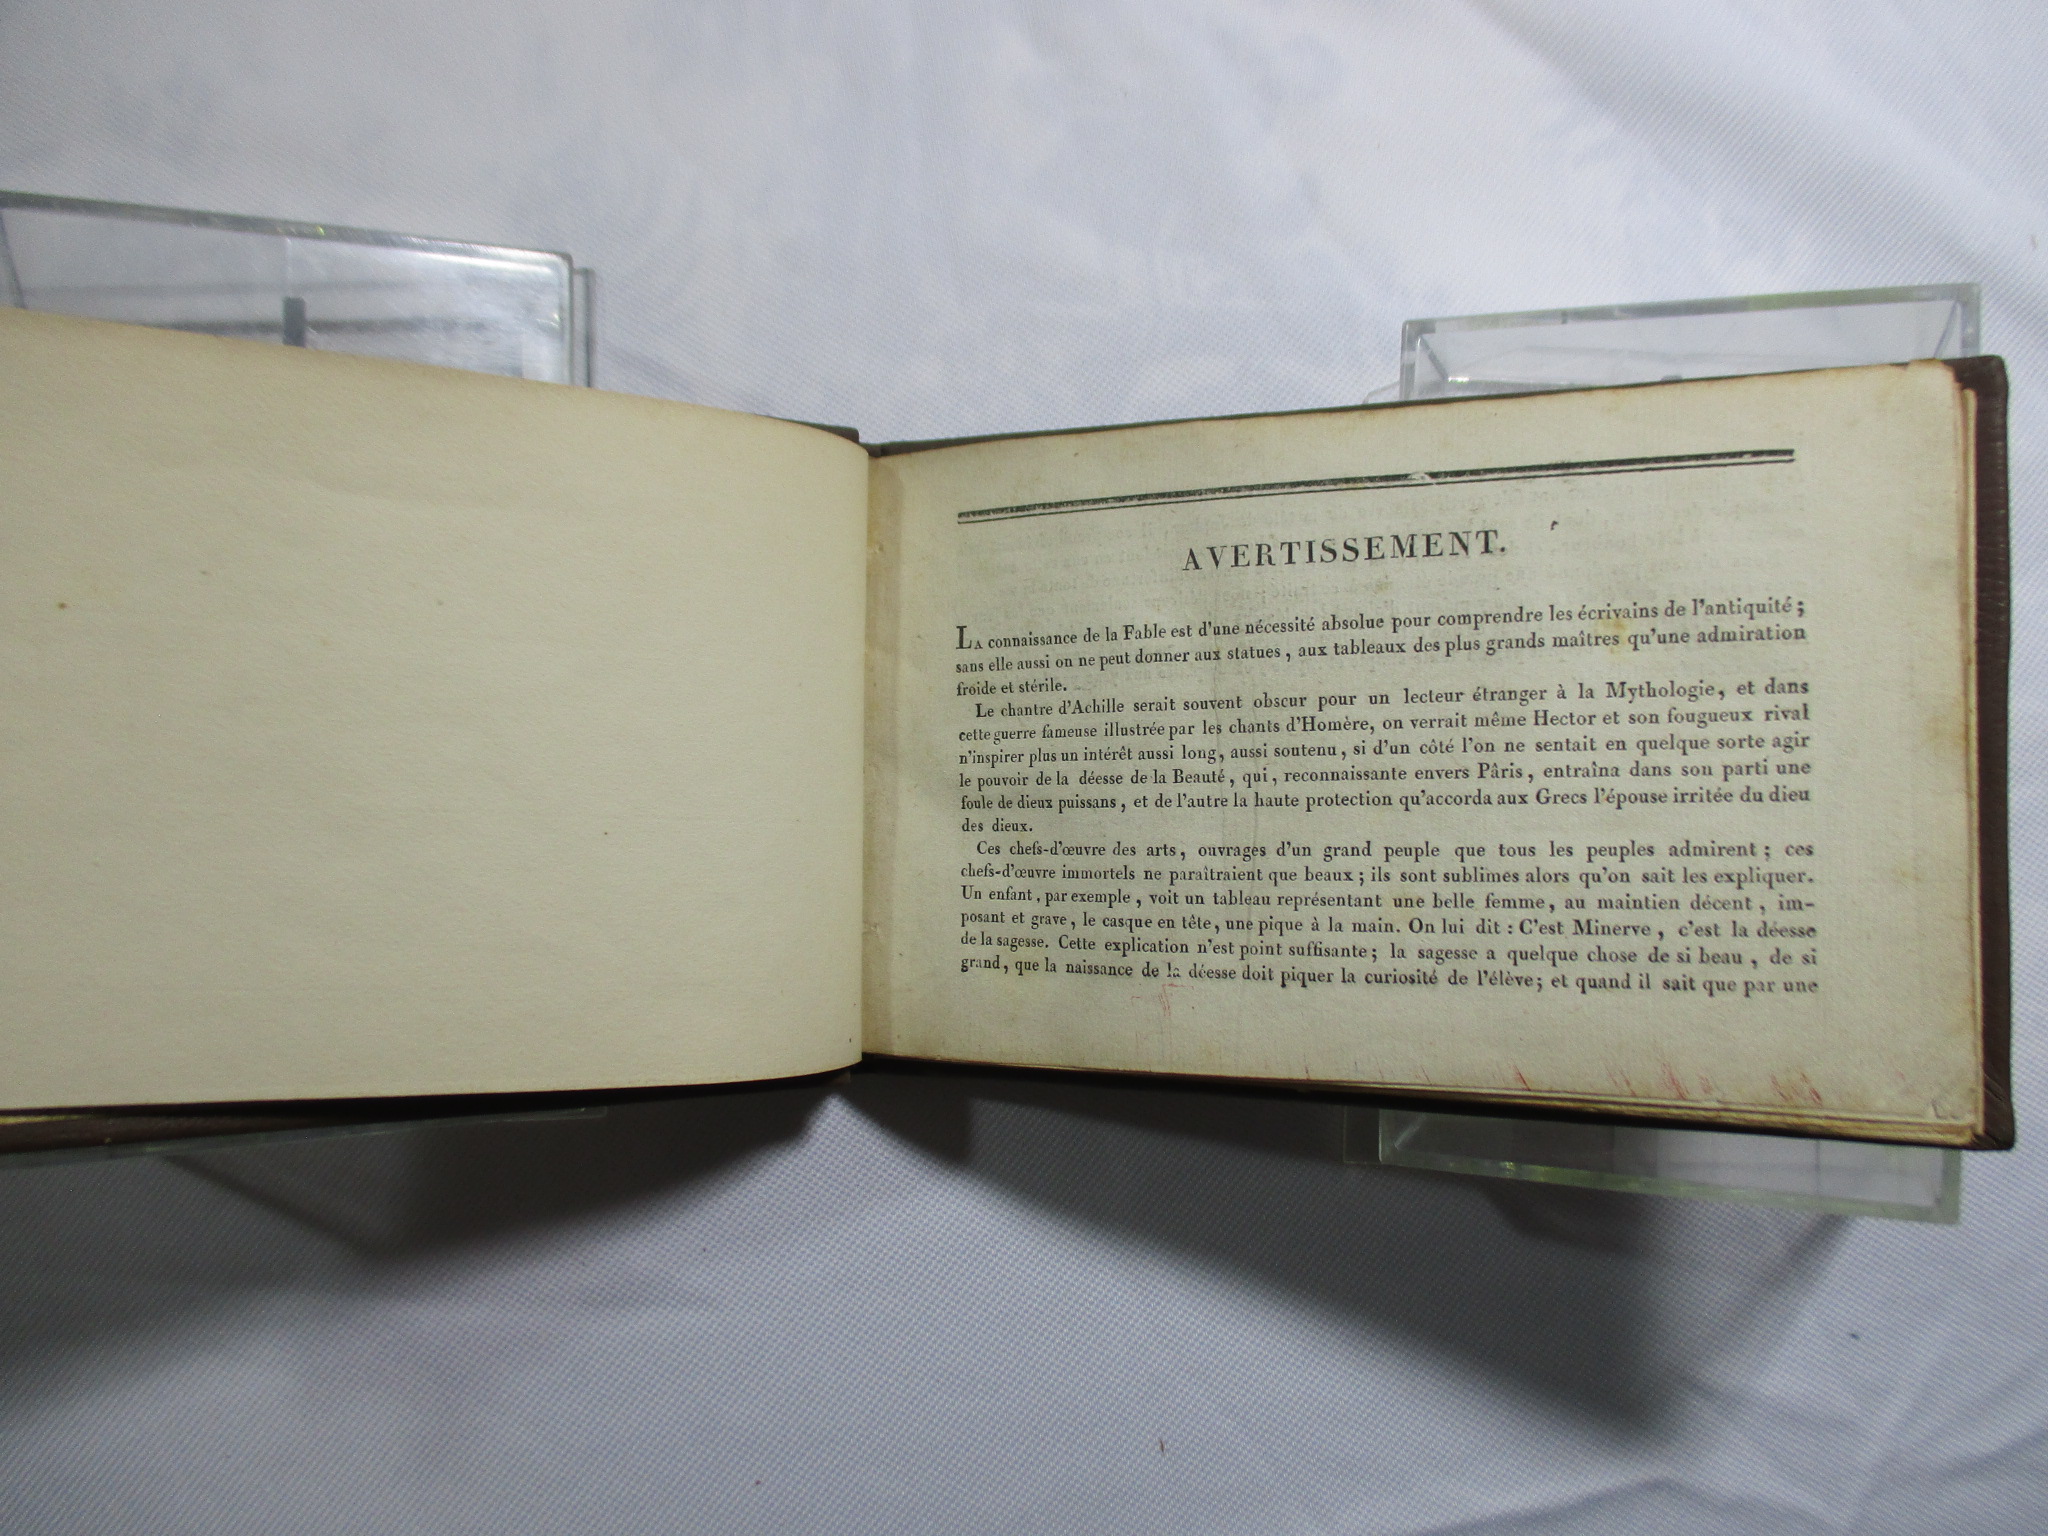 AVERTISSEMENT.
LA connaissance de la Fable est d'une nécessité absolue pour comprendre les écrivains de l'antiquité ;
sans elle aussi on ne peut donner aux statues , aux tableaux des plus grands maîtres qu'une admiration
froide et stérile.
Le chantre d'Achille serait souvent obscur pour un lecteur étranger à la Mythologie, et dans
cette guerre fameuse illustrée par les chants d'Homère, on verrait même Hector et son fougueux rival
n'inspirer plus un intérêt aussi long, aussi soutenu, si d'un côté l'on ne sentait en quelque sorte agir
le pouvoir de la déesse de la Beauté, qui, reconnaissante envers Pâris, entraîna dans son parti une
foule de dieux puissans , et de l'autre la haute protection qu'accorda aux Grecs l'épouse irritée du dieu
des dieux.
Ces chefs-d'œuvre des arts, ouvrages d'un grand peuple que tous les peuples admirent ; ces
chefs-d'œuvre immortels ne paraîtraient que beaux ; ils sont sublimes alors qu'on sait les expliquer.
Un enfant, par exemple, voit un tableau représentant une belle femme, au maintien décent, im-
posant et grave, le casque en tête, une pique à la main. On lui dit : C'est Minerve, c'est la déesse
de la sagesse. Cette explication n'est point suffisante ; la sagesse a quelque chose de si beau , de si
grand, que la naissance de la déesse doit piquer la curiosité de l'élève ; et quand il sait que par une